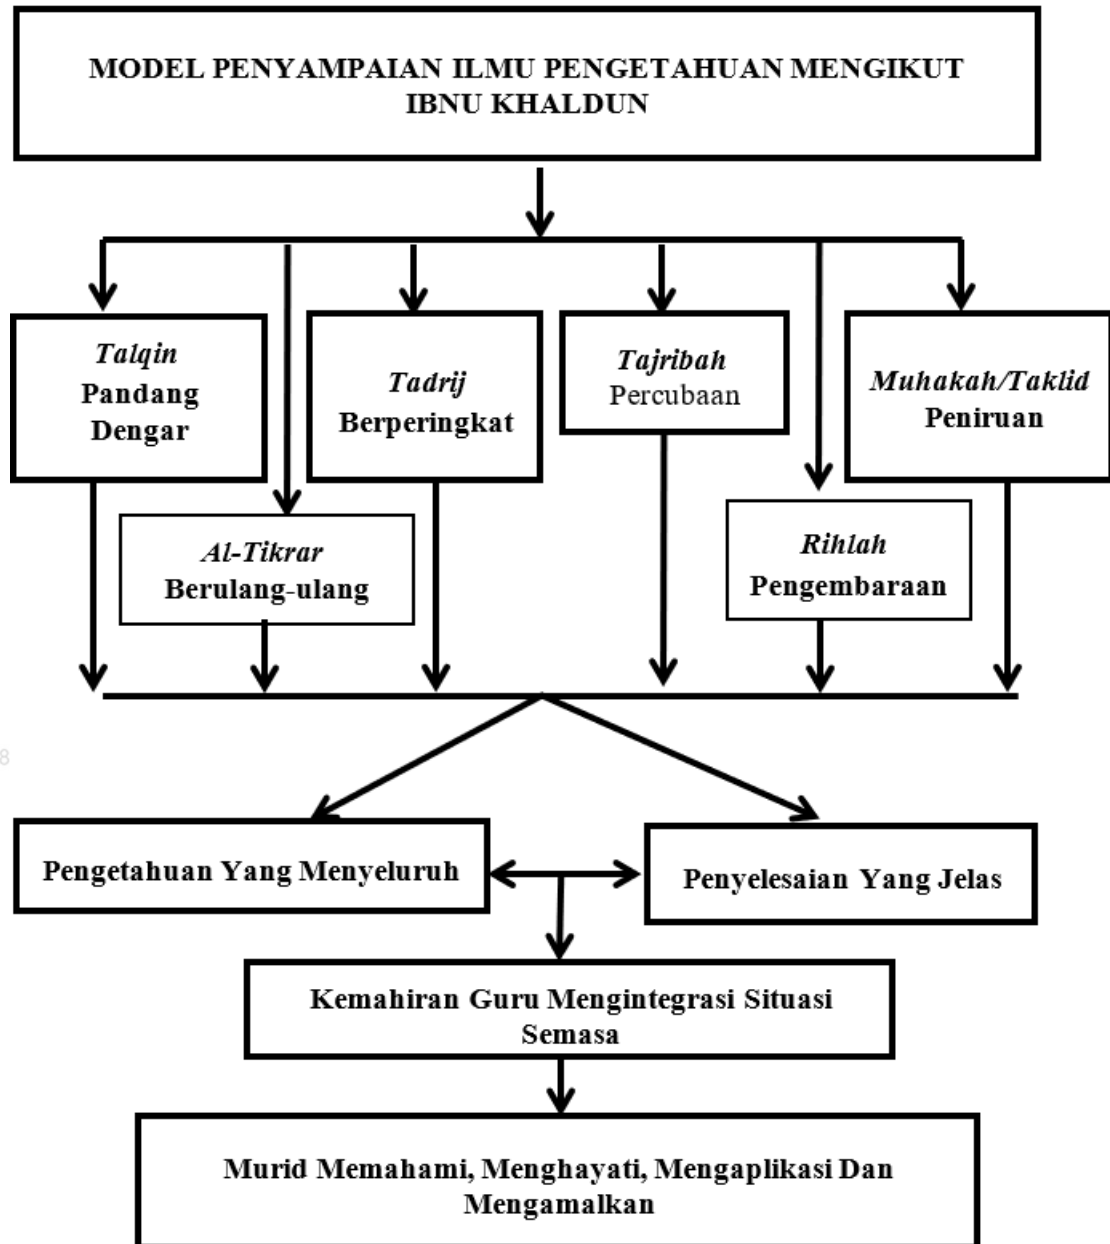 MODEL PENYAMPAIAN ILMU PENGETAHUAN MENGIKUT
IBNU KHALDUN
Talqin
Pandang
Dengar
Tadrij
Berperingkat
Tajribah
Percubaan
Muhakah/Taklid
Peniruan
Al-Tikrar
Berulang-ulang
Rihlah
Pengembaraan
8
Pengetahuan Yang Menyeluruh
Penyelesaian Yang Jelas
Kemahiran Guru Mengintegrasi Situasi
Semasa
Murid Memahami, Menghayati, Mengaplikasi Dan
Mengamalkan